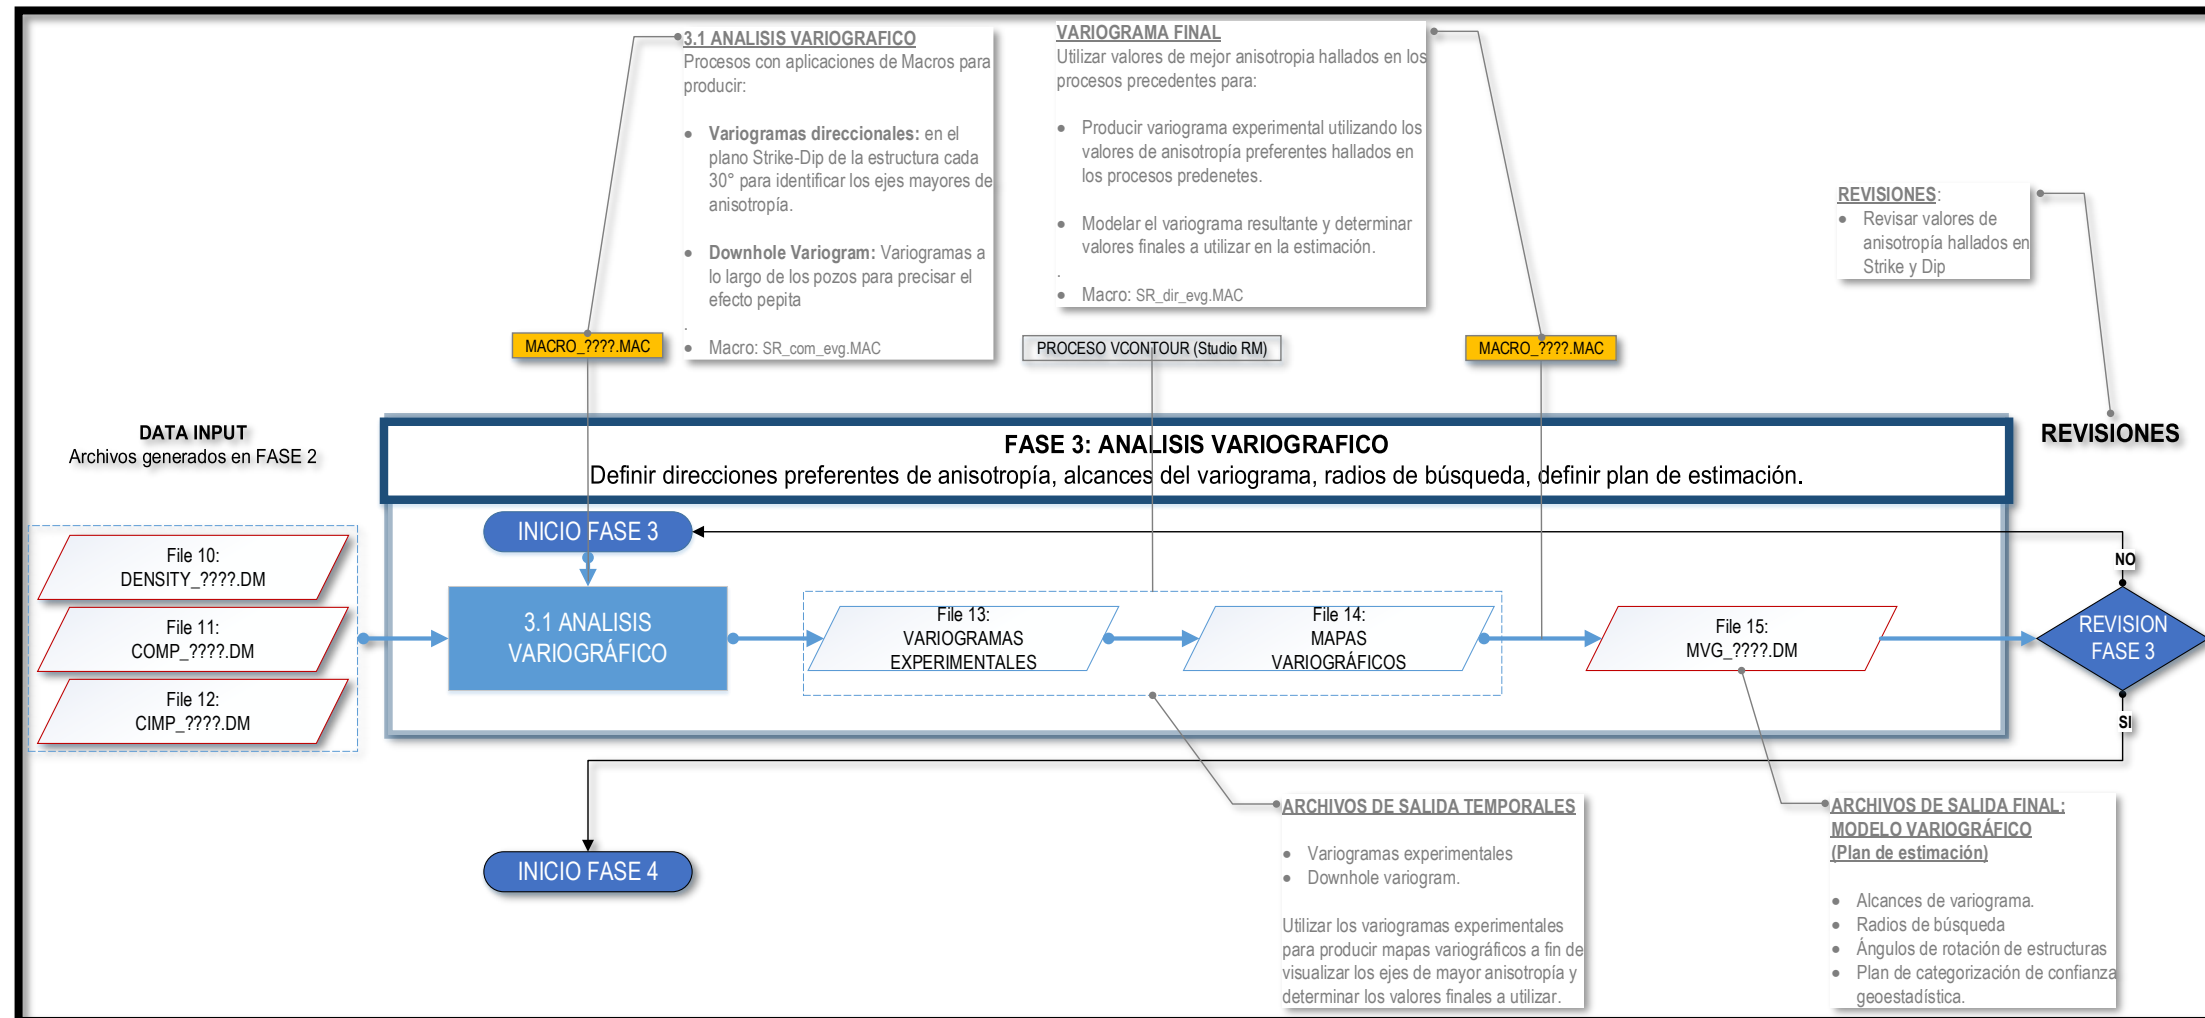 3.1 ANALISIS VARIOGRAFICO
Procesos con aplicaciones de Macros para
producir:
● Variogramas direccionales: en el
plano Strike-Dip de la estructura cada
30° para identificar los ejes mayores de
anisotropía.
● Downhole Variogram: Variogramas a
lo largo de los pozos para precisar el
efecto pepita
.
● Macro: SR_com_evg.MAC
VARIOGRAMA FINAL
Utilizar valores de mejor anisotropia hallados en los
procesos precedentes para:
● Producir variograma experimental utilizando los
valores de anisotropía preferentes hallados en
los procesos predenetes.
● Modelar el variograma resultante y determinar
valores finales a utilizar en la estimación.
.
● Macro: SR_dir_evg.MAC
REVISIONES:
● Revisar valores de
anisotropía hallados en
Strike y Dip
MACRO_????.MAC
PROCESO VCONTOUR (Studio RM)
MACRO_????.MAC
DATA INPUT
Archivos generados en FASE 2
FASE 3: ANALISIS VARIOGRAFICO
Definir direcciones preferentes de anisotropía, alcances del variograma, radios de búsqueda, definir plan de estimación.
REVISIONES
INICIO FASE 3
File 10:
DENSITY_????.DM
File 11:
COMP_????.DM
File 12:
CIMP_????.DM
3.1 ANALISIS
VARIOGRÁFICO
File 13:
VARIOGRAMAS
EXPERIMENTALES
File 14:
MAPAS
VARIOGRÁFICOS
File 15:
MVG_????.DM
NO
REVISION
FASE 3
SI
INICIO FASE 4
ARCHIVOS DE SALIDA TEMPORALES
● Variogramas experimentales
● Downhole variogram.
Utilizar los variogramas experimentales
para producir mapas variográficos a fin de
visualizar los ejes de mayor anisotropía y
determinar los valores finales a utilizar.
ARCHIVOS DE SALIDA FINAL:
MODELO VARIOGRÁFICO
(Plan de estimación)
● Alcances de variograma.
● Radios de búsqueda
● Ángulos de rotación de estructuras
● Plan de categorización de confianza
geoestadística.